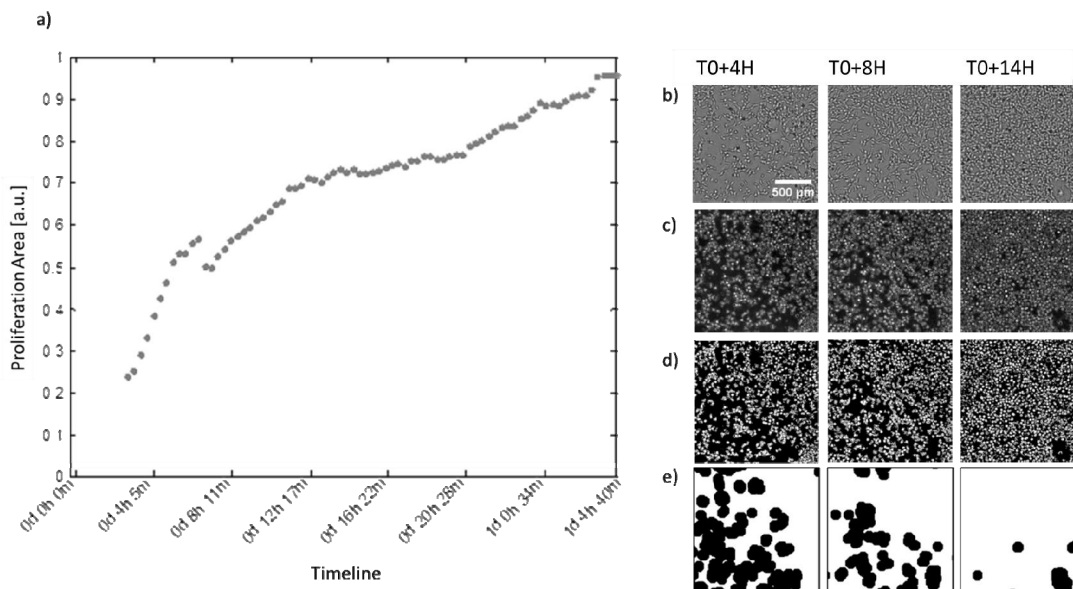 a)
1
0.9
0.8
0.7
0.6
0.5
0.4
0.3
0.2
0.1
0
Proliferation Area [a.u.]
0d 0h 0m
0d 4h 5m
0d 8h 11m
0d 12h 17m
0d 16h 22m
0d 20h 28m
1d 0h 34m
1d 4h 40m
Timeline
T0+4H T0+8H T0+14H
b)
500 µm
c)
d)
e)